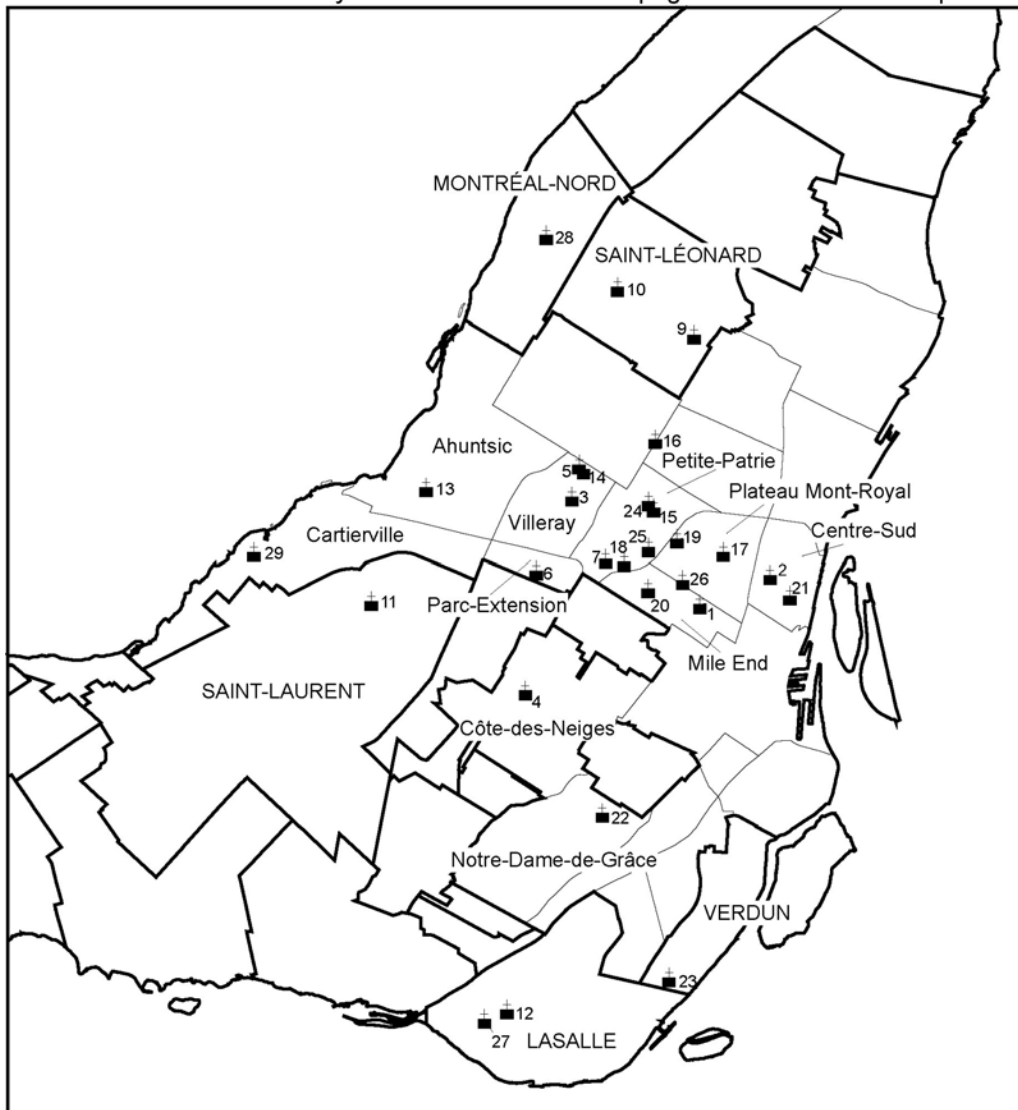 MONTRÉAL-NORD
28
SAINT-LÉONARD
10
9
Ahuntsic
16
Petite-Patrie
5
14
13
3
Plateau Mont-Royal
24
15
Villeray
Centre-Sud
Cartierville
19
25
18
17
29
7
2
6
26
21
Parc-Extension
11
20
1
Mile End
SAINT-LAURENT
4
Côte-des-Neiges
22
Notre-Dame-de-Grâce
VERDUN
23
12
27
LASALLE